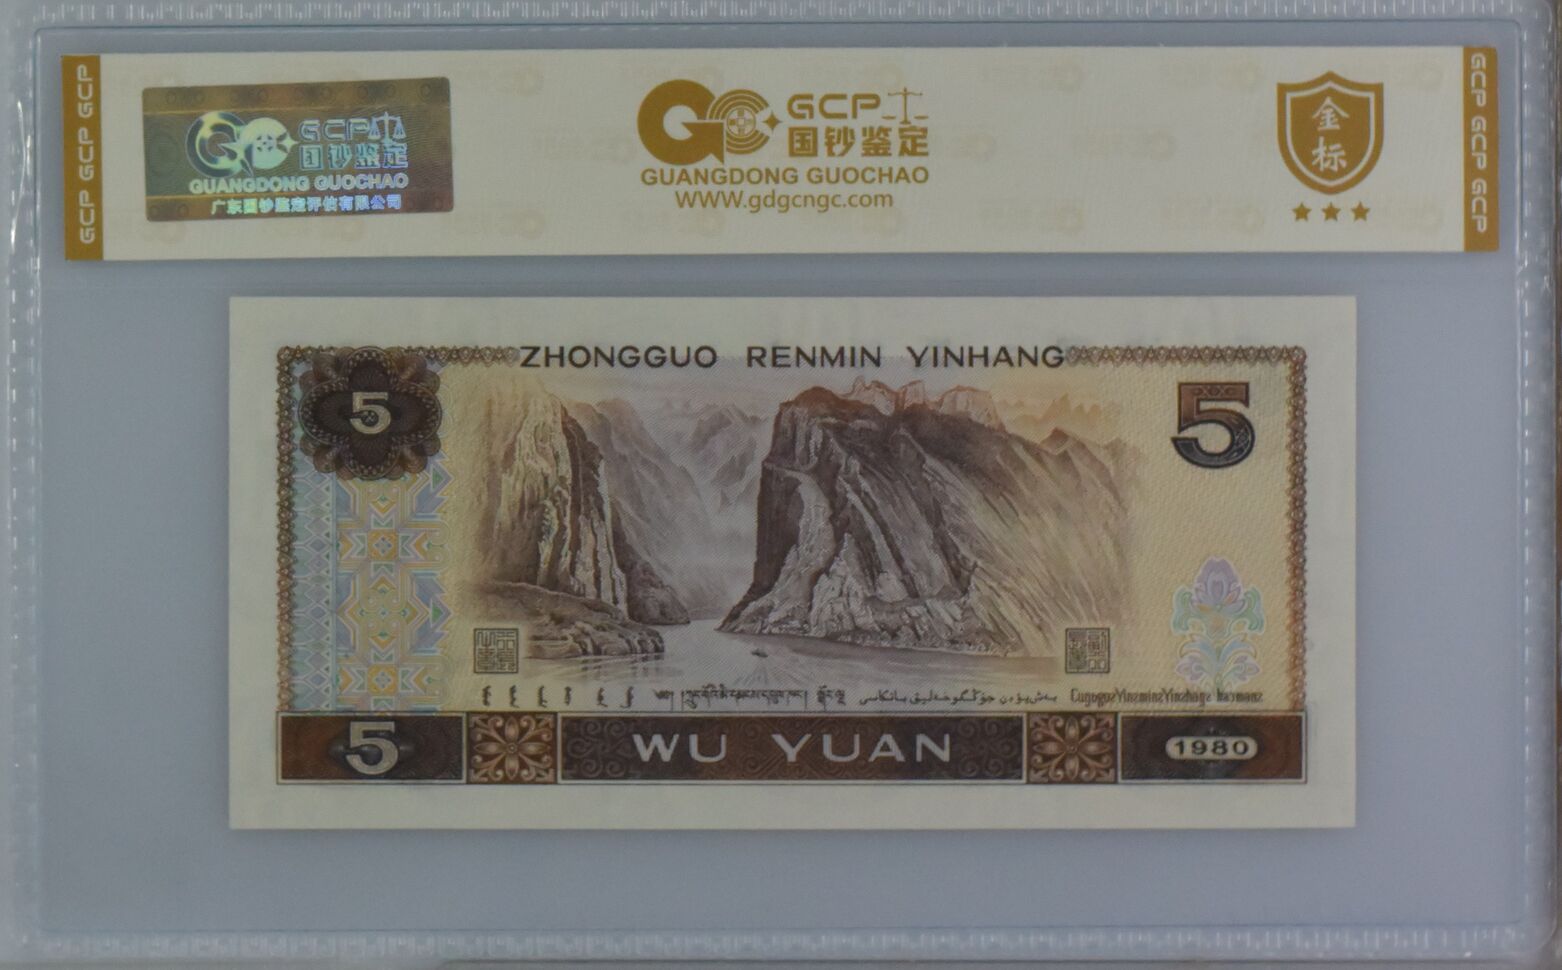 GCP GCP GCP
GCP
国钞鉴定
GUANGDONG GUOCHAO
广东国钞鉴定评估有限公司
GCP
国钞鉴定
GUANGDONG GUOCHAO
WWW.gdgcngc.com
金标
GCP GCP GCP
ZHONGGUO RENMIN YINHANG
5
5
5
WU YUAN
1980